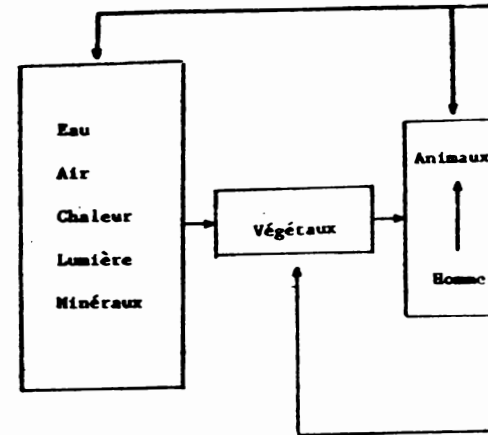 Eau
Air
Chaleur
Lumière
Minéraux
Végétaux
Animaux
Homme